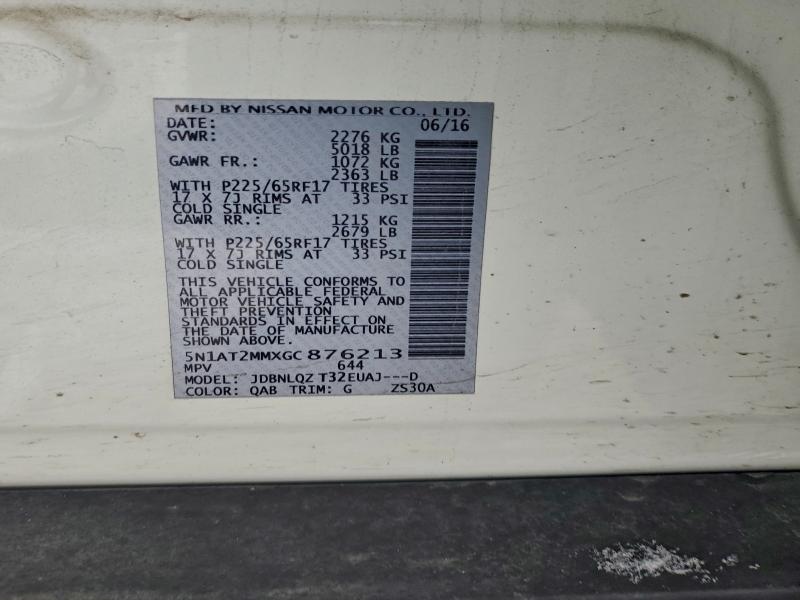 MFD BY NISSAN MOTOR CO., LTD.
DATE: 06/16
GVWR: 2276 KG
5018 LB
GAWR FR.: 1072 KG
2363 LB
WITH P225/65RF17 TIRES
17 X 7J RIMS AT 33 PSI
COLD SINGLE
GAWR RR.: 1215 KG
2679 LB
WITH P225/65RF17 TIRES
17 X 7J RIMS AT 33 PSI
COLD SINGLE
THIS VEHICLE CONFORMS TO
ALL APPLICABLE FEDERAL
MOTOR VEHICLE SAFETY AND
THEFT PREVENTION
STANDARDS IN EFFECT ON
THE DATE OF MANUFACTURE
SHOWN ABOVE.
5N1AT2MMXGC 876213
MPV 644
MODEL: JDBNLQZ T32EUAJ---D
COLOR: QAB TRIM: G ZS30A